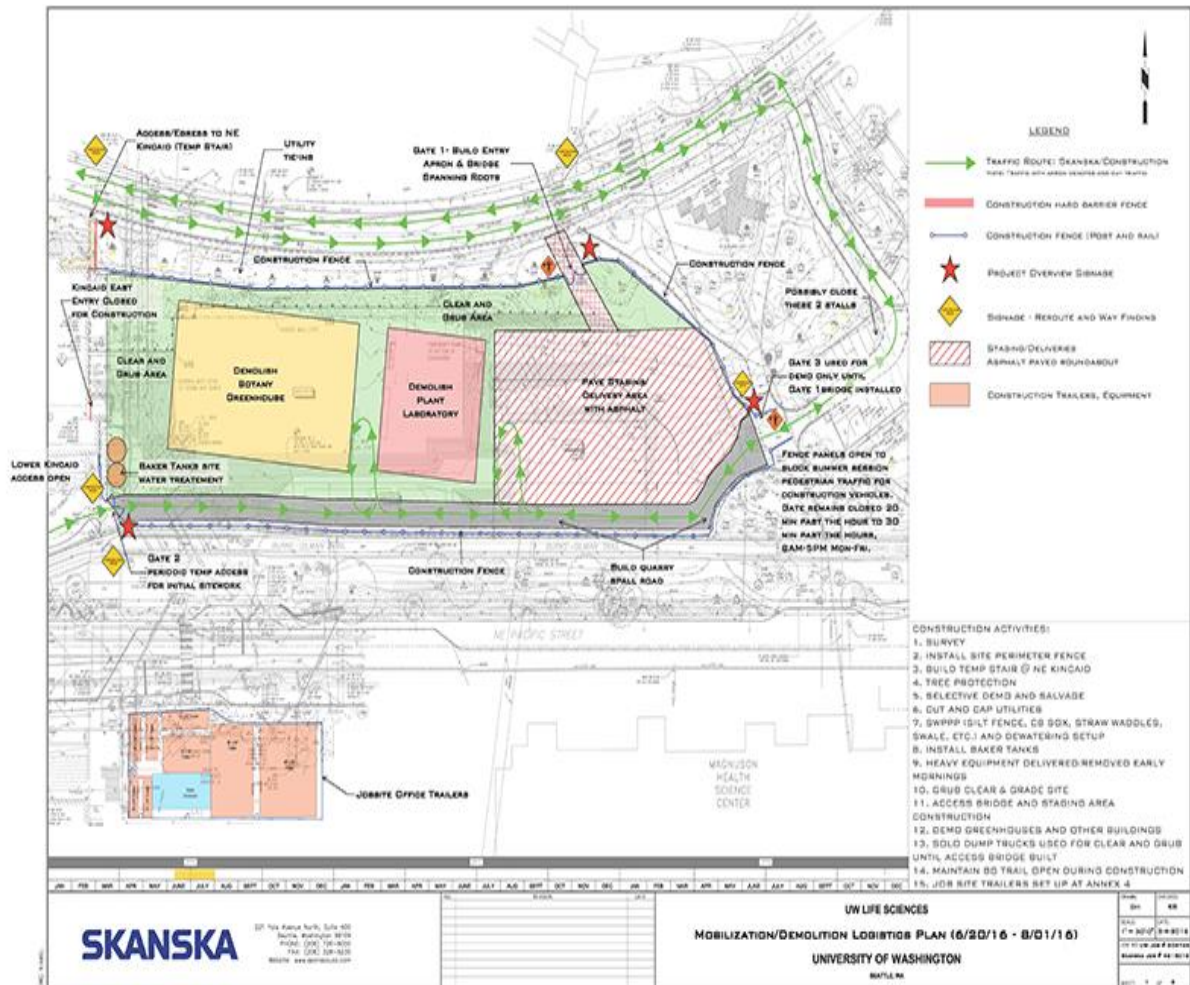 ACCESS/EGRESS TO NE
KINCAID (TEMP STAIR)
UTILITY
TIE-INS
GATE 1- BUILD ENTRY
APRON & BRIDGE
SPANNING ROOTS
CONSTRUCTION FENCE
CONSTRUCTION FENCE
KINCAID EAST
ENTRY CLOSED
FOR CONSTRUCTION
CLEAR AND
GRUB AREA
POSSIBLY CLOSE
THESE 2 STALLS
CLEAR AND
GRUB AREA
DEMOLISH
BOTANY
GREENHOUSE
DEMOLISH
PLANT
LABORATORY
PAVE STAGING/
DELIVERY AREA
WITH ASPHALT
GATE 3 USED FOR
DEMO ONLY UNTIL
GATE 1 BRIDGE INSTALLED
LOWER KINCAID
ACCESS OPEN
BAKER TANKS SITE
WATER TREATEMENT
FENCE PANELS OPEN TO
BLOCK SUMMER SESSION
PEDESTRIAN TRAFFIC FOR
CONSTRUCTION VEHICLES.
GATE REMAINS CLOSED 20
MIN PAST THE HOUR TO 30
MIN PAST THE HOURS,
8AM-5PM MON-FRI.
GATE 2
PERIODIC TEMP ACCESS
FOR INITIAL SITEWORK
CONSTRUCTION FENCE
BUILD QUARRY
SPALL ROAD
NE PACIFIC STREET
MAGNUSON
HEALTH
SCIENCE
CENTER
JOBSITE OFFICE TRAILERS
LEGEND
TRAFFIC ROUTE: SKANSKA/CONSTRUCTION
CONSTRUCTION HARD BARRIER FENCE
CONSTRUCTION FENCE (POST AND RAIL)
PROJECT OVERVIEW SIGNAGE
SIGNAGE - REROUTE AND WAY FINDING
STAGING/DELIVERIES
ASPHALT PAVED ROUNDABOUT
CONSTRUCTION TRAILERS, EQUIPMENT
CONSTRUCTION ACTIVITIES:
1. SURVEY
2. INSTALL SITE PERIMETER FENCE
3. BUILD TEMP STAIR @ NE KINCAID
4. TREE PROTECTION
5. SELECTIVE DEMO AND SALVAGE
6. CUT AND CAP UTILITIES
7. SWPPP (SILT FENCE, CB SOX, STRAW WADDLES,
SWALE, ETC.) AND DEWATERING SETUP
8. INSTALL BAKER TANKS
9. HEAVY EQUIPMENT DELIVERED/REMOVED EARLY
MORNINGS
10. GRUB CLEAR & GRADE SITE
11. ACCESS BRIDGE AND STAGING AREA
CONSTRUCTION
12. DEMO GREENHOUSES AND OTHER BUILDINGS
13. SOLO DUMP TRUCKS USED FOR CLEAR AND GRUB
UNTIL ACCESS BRIDGE BUILT
14. MAINTAIN BG TRAIL OPEN DURING CONSTRUCTION
15. JOB SITE TRAILERS SET UP AT ANNEX 4
JAN FEB MAR APR MAY JUNE JULY AUG SEPT OCT NOV DEC JAN FEB MAR APR MAY JUNE JULY AUG SEPT OCT NOV DEC JAN FEB MAR APR MAY JUNE JULY AUG SEPT OCT NOV DEC
SKANSKA
UW LIFE SCIENCES
MOBILIZATION/DEMOLITION LOGISTICS PLAN (6/20/16 - 8/01/16)
UNIVERSITY OF WASHINGTON
SEATTLE, WA